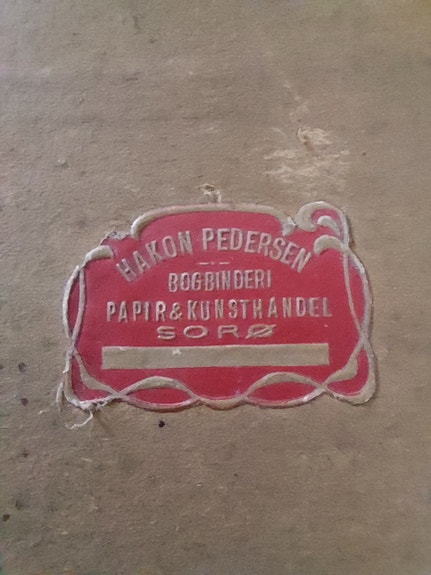 HAKON PEDERSEN
BOGBINDERI
PAPIR & KUNSTHANDEL
SORØ